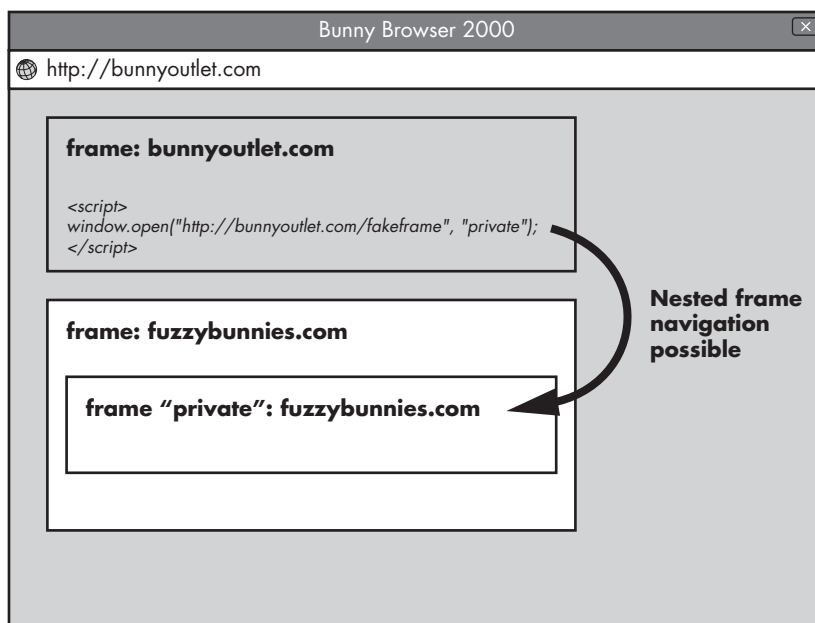 Bunny Browser 2000
http://bunnyoutlet.com
frame: bunnyoutlet.com
<script>
window.open("http://bunnyoutlet.com/fakeframe", "private");
</script>
Nested frame
navigation
possible
frame: fuzzybunnies.com
frame “private”: fuzzybunnies.com